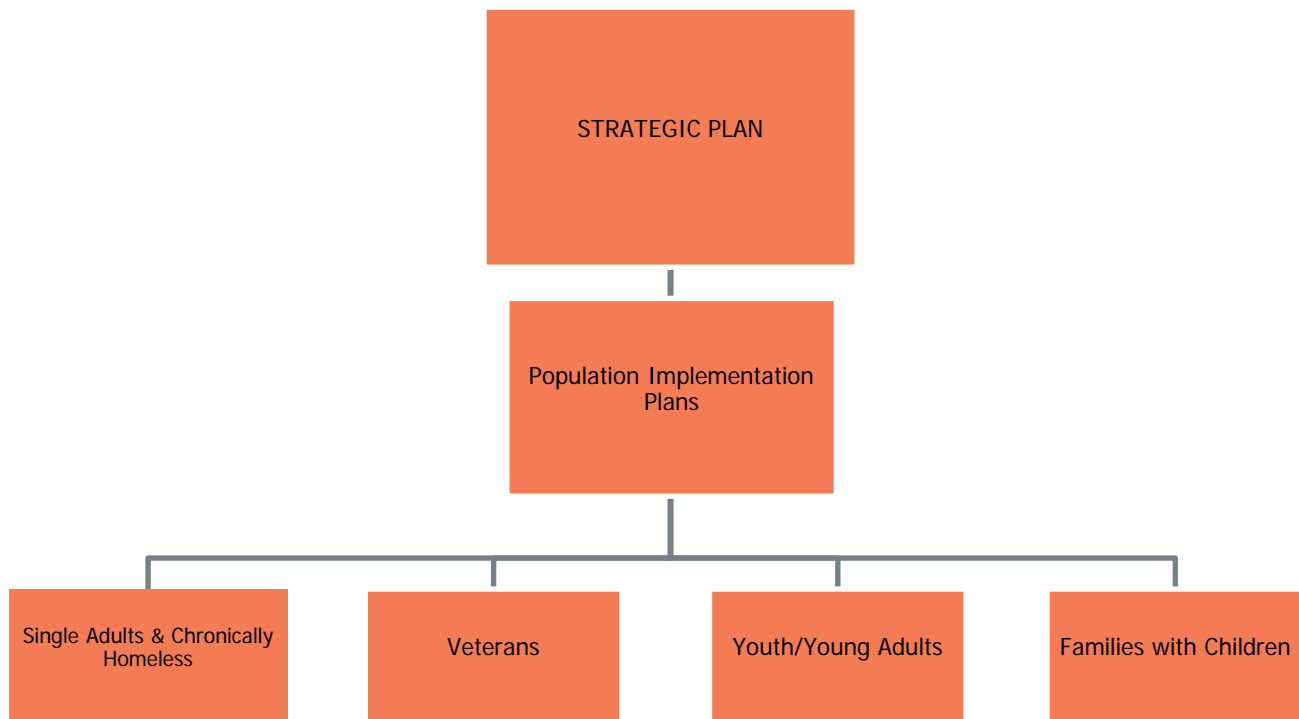 STRATEGIC PLAN
Population Implementation
Plans
Single Adults & Chronically
Homeless
Veterans
Youth/Young Adults
Families with Children